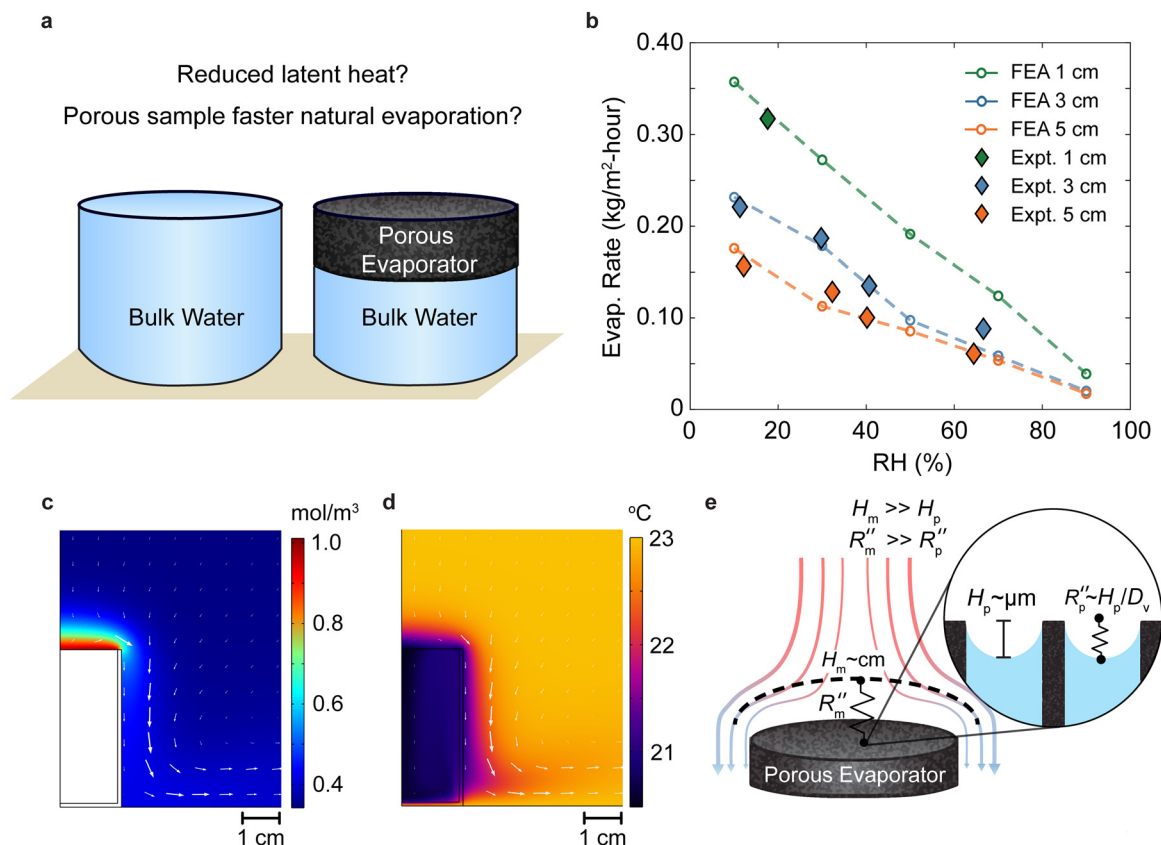 a
Reduced latent heat?
Porous sample faster natural evaporation?
Bulk Water
Porous
Evaporator
Bulk Water
b
Evap. Rate (kg/m²-hour)
0.40
0.30
0.20
0.10
0
0 20 40 60 80 100
RH (%)
FEA 1 cm
FEA 3 cm
FEA 5 cm
Expt. 1 cm
Expt. 3 cm
Expt. 5 cm
c
mol/m³
1.0
0.8
0.6
0.4
1 cm
d
°C
23
22
21
1 cm
e
Hm >> Hp
R″m >> R″p
Hp~μm
R″p~Hp/Dv
Hm~cm
R″m
Porous Evaporator